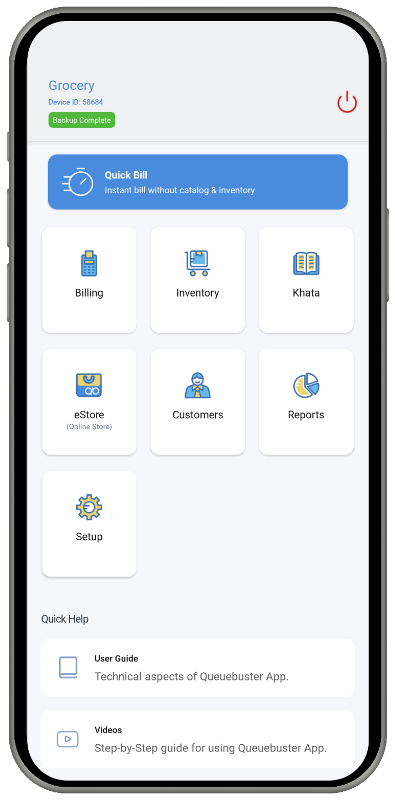 Grocery
Device ID: 58684
Backup Complete
Quick Bill
Instant bill without catalog & inventory
Billing
Inventory
Khata
eStore
(Online Store)
Customers
Reports
Setup
Quick Help
User Guide
Technical aspects of Queuebuster App.
Videos
Step-by-Step guide for using Queuebuster App.